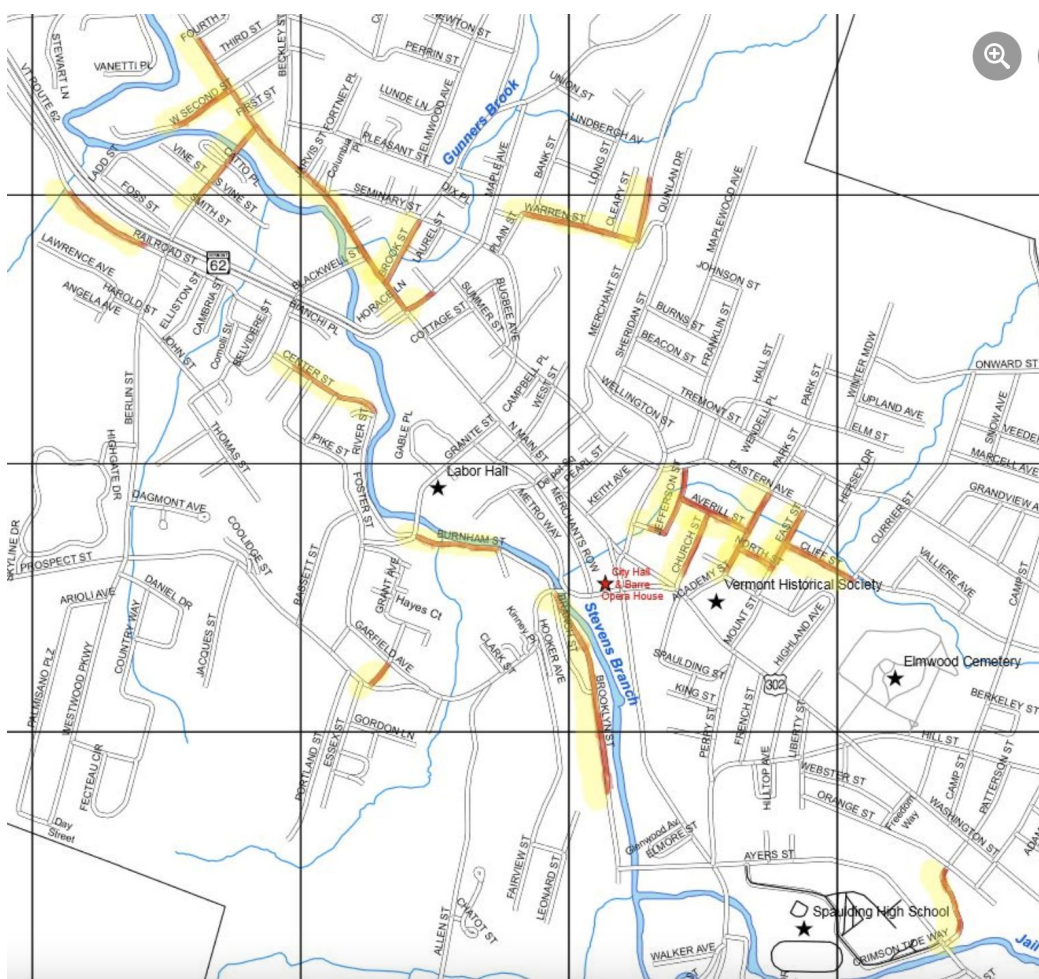 FOURTH ST
THIRD ST
BECKLEY ST
NEWTON ST
PERRIN ST
STEWART LN
VANETTI PL
VT ROUTE 62
W SECOND ST
FIRST ST
JARVIS ST
FORTNEY PL
LUNDE LN
Columbia PL
PLEASANT ST
ELMWOOD AVE
Gunners Brook
UNION ST
LINDBERGH AV
MAPLE AVE
BANK ST
LONG ST
CLEARY ST
QUINLAN DR
MAPLEWOOD AVE
LADD ST
VINE ST
CATTO PL
S VINE ST
FOSS ST
SMITH ST
SEMINARY ST
DIX PL
LAUREL ST
BROOK ST
PLAIN ST
WARREN ST
RAILROAD ST
62
LAWRENCE AVE
HAROLD ST
ANGELA AVE
ELLISTON ST
CAMBRIA ST
Comolli St
BELVIDERE ST
BLACKWELL S
BIANCHI PL
HORACE LN
COTTAGE ST
SUMMER ST
BUGBEE AVE
MERCHANT ST
JOHNSON ST
BURNS ST
BEACON ST
SHERIDAN ST
FRANKLIN ST
JOHN ST
CENTER ST
RIVER ST
PIKE ST
GABLE PL
GRANITE ST
CAMPBELL PL
WEST ST
N MAIN ST
WELLINGTON ST
TREMONT ST
HALL ST
WENDELL PL
PARK ST
PARK ST
WINTER MDW
ONWARD ST
UPLAND AVE
ELM ST
SNOW AVE
VEEDER
MARCELL AVE
GRANDVIEW A
BERLIN ST
HIGHGATE DR
THOMAS ST
DAGMONT AVE
COOLIDGE ST
FOSTER ST
Labor Hall
Depot Sq
PEARL ST
KEITH AVE
METRO WAY
MERCHANTS ROW
JEFFERSON ST
AVERILL ST
EASTERN AVE
HERSEY DR
CURRIER ST
EAST ST
NORTH ST
CHURCH ST
CLIFF ST
ACADEMY ST
SKYLINE DR
PROSPECT ST
BURNHAM ST
BASSETT ST
GRANT AVE
Hayes Ct
City Hall
& Barre
Opera House
Vermont Historical Society
VALLIERE AVE
CAMP ST
ARIOLI AVE
DANIEL DR
COUNTRY WAY
JACQUES ST
GARFIELD AVE
Kinney Pl
CLARK ST
HOOKER AVE
BRANCH ST
Stevens Branch
BROOKLYN ST
MOUNT ST
HIGHLAND AVE
SPAULDING ST
KING ST
302
Elmwood Cemetery
BERKELEY ST
PALMISANO PLZ
WESTWOOD PKWY
FECTEAU CIR
GORDON LN
PORTLAND ST
ESSEX ST
PERRY ST
FRENCH ST
LIBERTY ST
HILLTOP AVE
HILL ST
WEBSTER ST
ORANGE ST
CAMP ST
PATTERSON ST
Freedom Way
WASHINGTON ST
ADA
Day Street
Glenwood Av
ELMORE ST
AYERS ST
FAIRVIEW ST
LEONARD ST
ALLEN ST
CHATOT ST
Spaulding High School
CRIMSON TIDE WAY
WALKER AVE
Jail